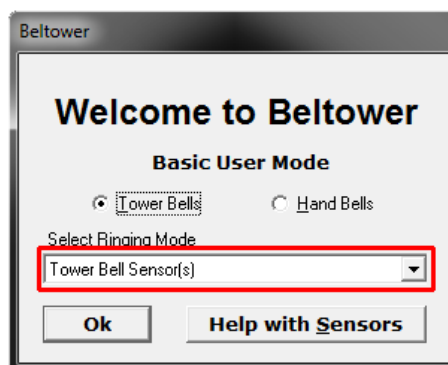 Beltower
Welcome to Beltower
Basic User Mode
Tower Bells Hand Bells
Select Ringing Mode
Tower Bell Sensor(s)
Ok Help with Sensors